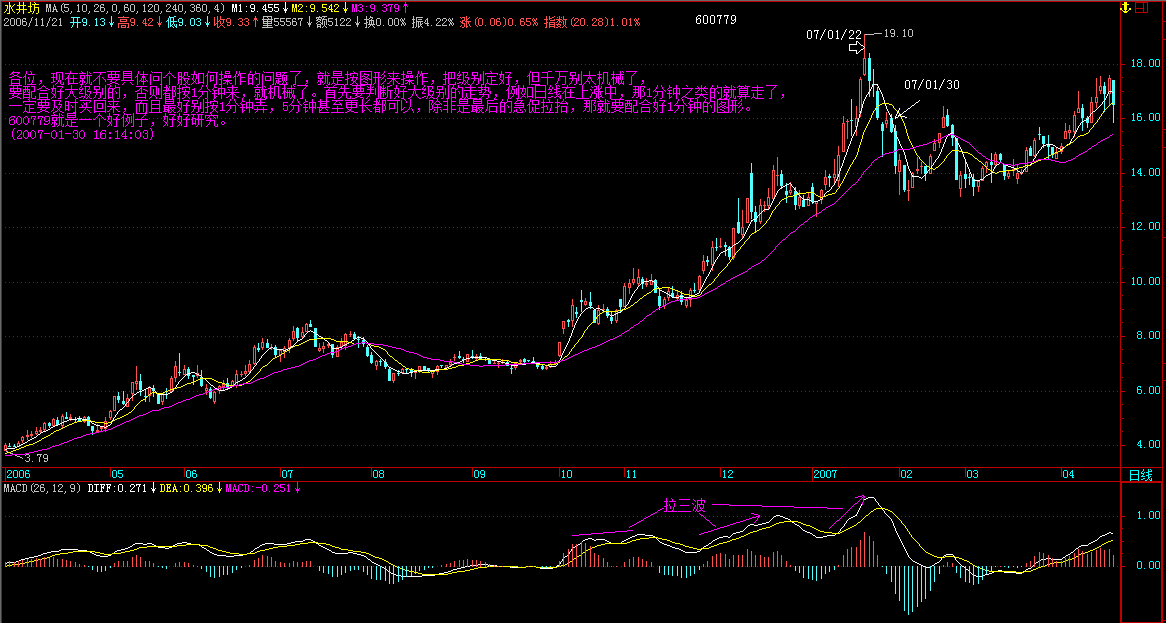 水井坊 MA(5,10,26,0,60,120,240,360,4) M1:9.455↓M2:9.542↓M3:9.379↑
2006/11/21 开9.13↓高9.42↓低9.03↓收9.33↑量55567↓额5122↓换0.00% 振4.22% 涨(0.06)0.65% 指数(20.28)1.01%
600779
07/01/22
19.10
07/01/30
各位，现在就不要具体问个股如何操作的问题了，就是按图形来操作，把级别定好，但千万别太机械了，
要配合好大级别的，否则都按1分钟来，就机械了。首先要判断好大级别的走势，例如日线在上涨中，那1分钟之类的就算走了，
一定要及时买回来，而且最好别按1分钟弄，5分钟甚至更长都可以，除非是最后的急促拉抬，那就要配合好1分钟的图形。
600779就是一个好例子，好好研究。
(2007-01-30 16:14:03)
18.00
16.00
14.00
12.00
10.00
8.00
6.00
4.00
3.79
2006 05 06 07 08 09 10 11 12 2007 02 03 04 日线
MACD(26,12,9) DIFF:0.271↓DEA:0.396↓MACD:-0.251↓
拉三波
1.00
0.00